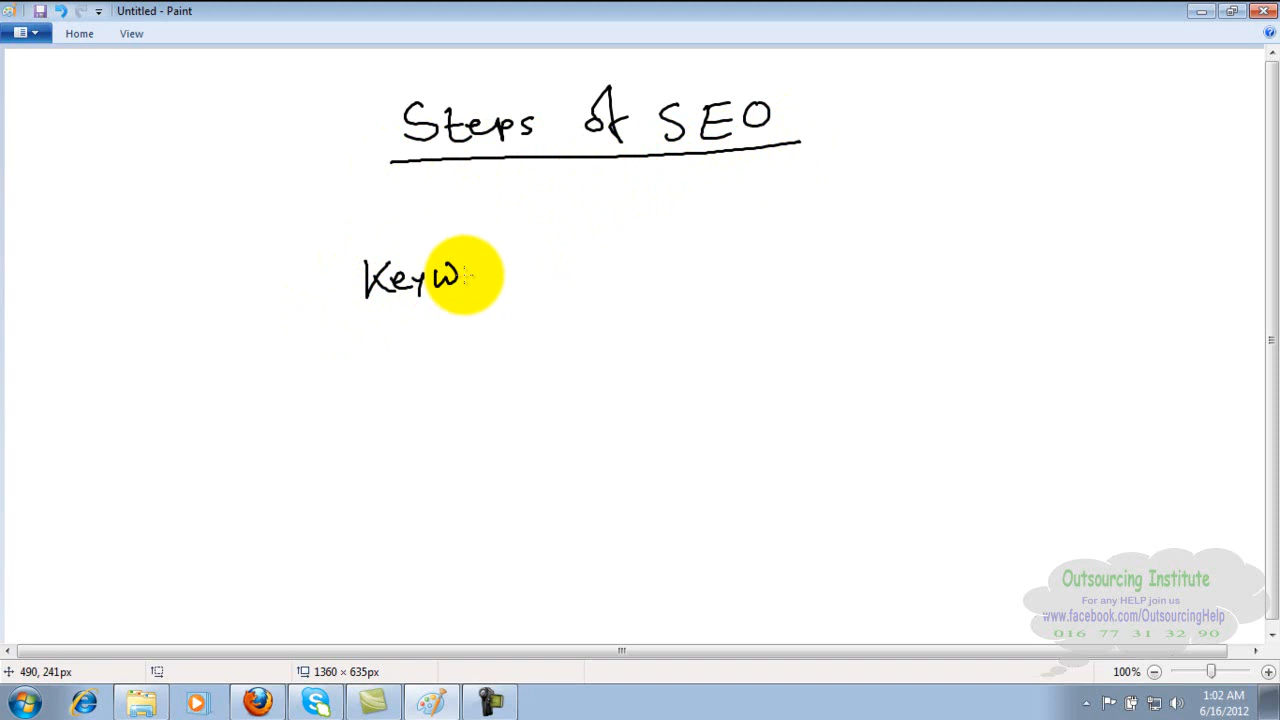 Untitled - Paint
Home View
Steps of SEO
Keyw
Outsourcing Institute
For any HELP join us
www.facebook.com/OutsourcingHelp
016 77 31 32 90
490, 241px
1360 × 635px
100%
1:02 AM
6/16/2012